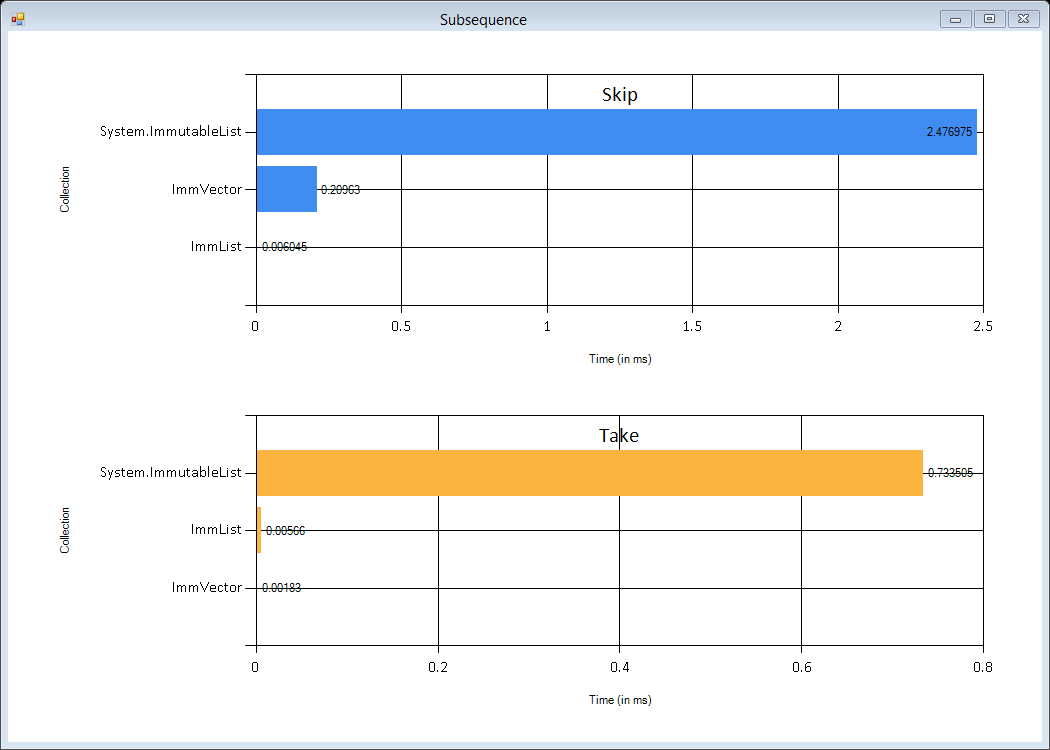 Subsequence
Skip
System.ImmutableList
2.476975
ImmVector
0.20963
Collection
ImmList
0.006045
0 0.5 1 1.5 2 2.5
Time (in ms)
Take
System.ImmutableList
0.733505
ImmList
0.00566
Collection
ImmVector
0.00183
0 0.2 0.4 0.6 0.8
Time (in ms)